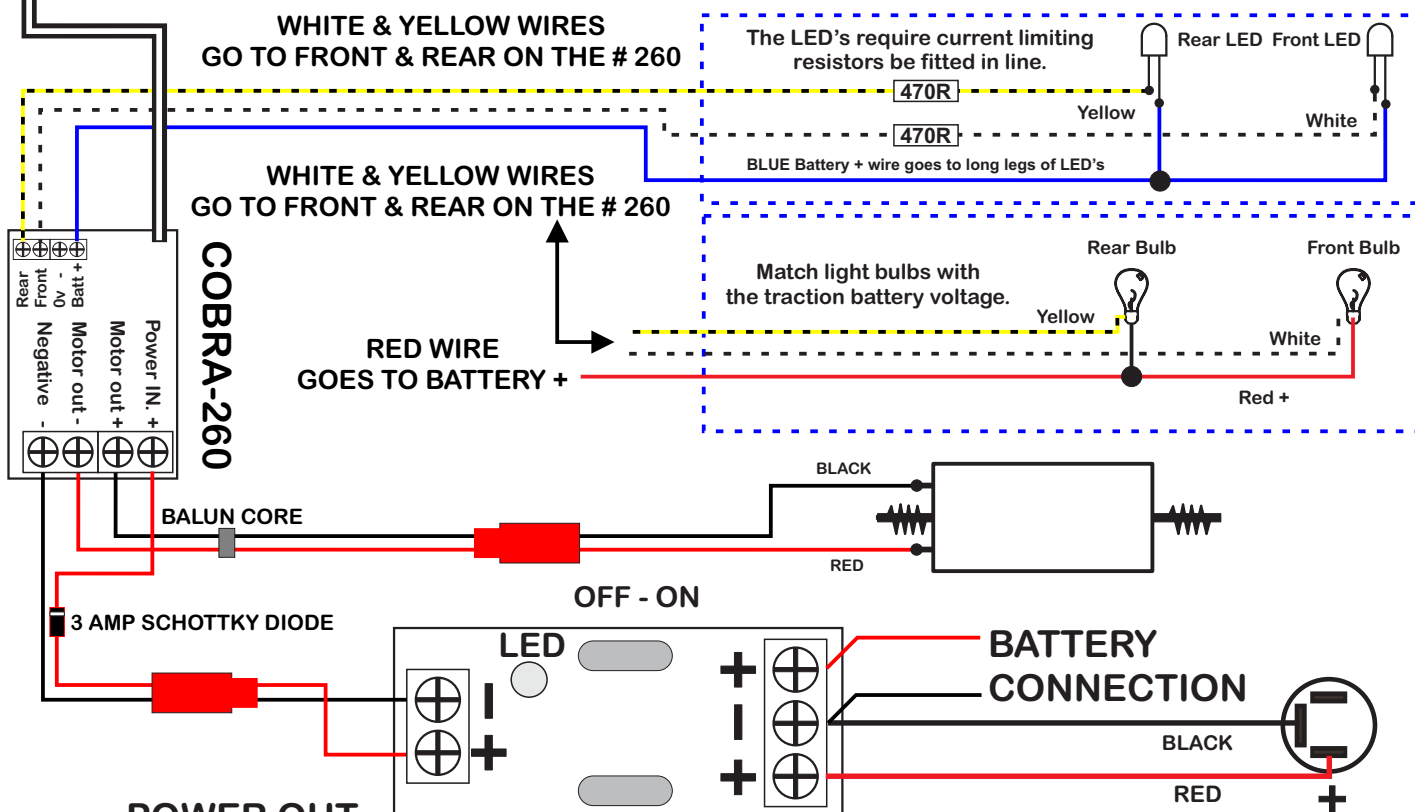 WHITE & YELLOW WIRES
GO TO FRONT & REAR ON THE # 260
The LED's require current limiting
resistors be fitted in line.
Rear LED
Front LED
470R
Yellow
470R
White
BLUE Battery + wire goes to long legs of LED's
WHITE & YELLOW WIRES
GO TO FRONT & REAR ON THE # 260
Rear
Front
0v -
Batt +
Negative -
Motor out -
Motor out +
Power IN. +
COBRA-260
Rear Bulb
Front Bulb
Match light bulbs with
the traction battery voltage.
Yellow
White
RED WIRE
GOES TO BATTERY +
Red +
BLACK
BALUN CORE
RED
OFF - ON
3 AMP SCHOTTKY DIODE
LED
BATTERY
CONNECTION
BLACK
RED
+
-
+
-
+
+
POWER OUT